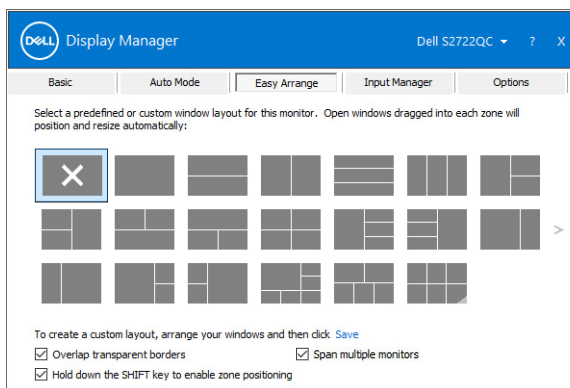 DELL Display Manager Dell S2722QC ? X
Basic Auto Mode Easy Arrange Input Manager Options
Select a predefined or custom window layout for this monitor. Open windows dragged into each zone will
position and resize automatically:
>
To create a custom layout, arrange your windows and then click Save
Overlap transparent borders Span multiple monitors
Hold down the SHIFT key to enable zone positioning